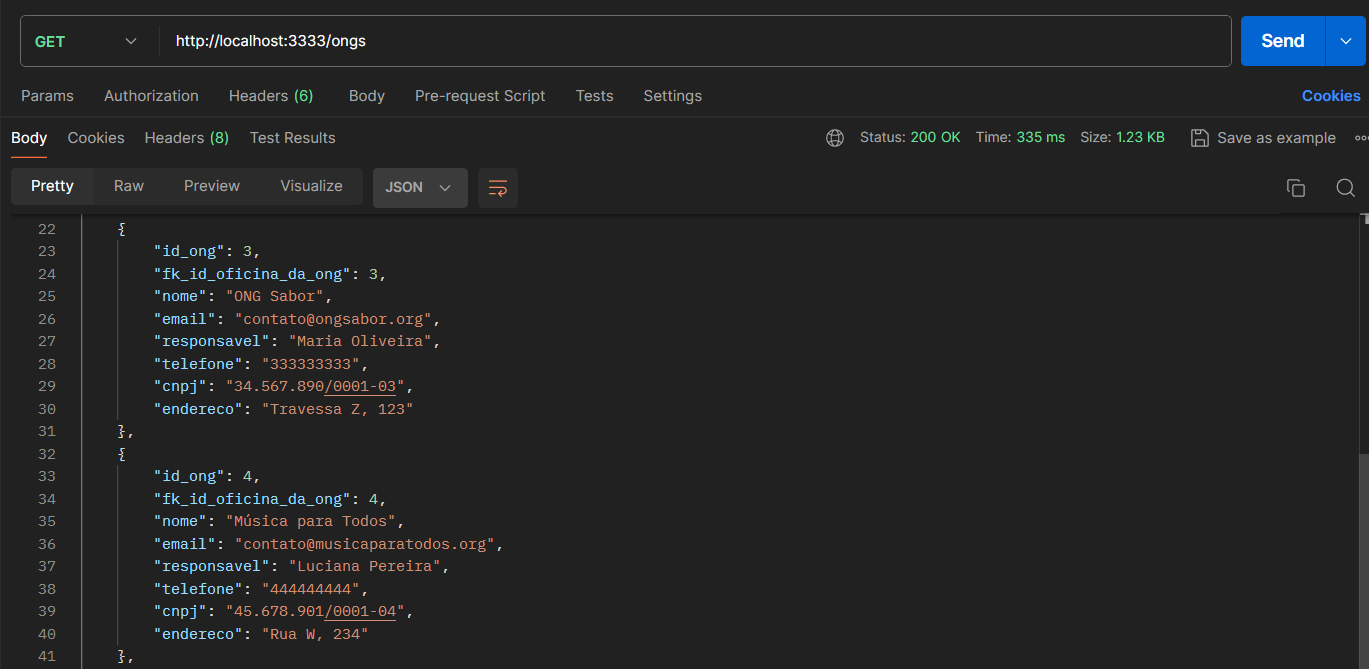 GET http://localhost:3333/ongs Send
Params Authorization Headers (6) Body Pre-request Script Tests Settings Cookies
Body Cookies Headers (8) Test Results Status: 200 OK Time: 335 ms Size: 1.23 KB Save as example
Pretty Raw Preview Visualize JSON
22 {
23 "id_ong": 3,
24 "fk_id_oficina_da_ong": 3,
25 "nome": "ONG Sabor",
26 "email": "contato@ongsabor.org",
27 "responsavel": "Maria Oliveira",
28 "telefone": "333333333",
29 "cnpj": "34.567.890/0001-03",
30 "endereco": "Travessa Z, 123"
31 },
32 {
33 "id_ong": 4,
34 "fk_id_oficina_da_ong": 4,
35 "nome": "Música para Todos",
36 "email": "contato@musicaparatodos.org",
37 "responsavel": "Luciana Pereira",
38 "telefone": "444444444",
39 "cnpj": "45.678.901/0001-04",
40 "endereco": "Rua W, 234"
41 },